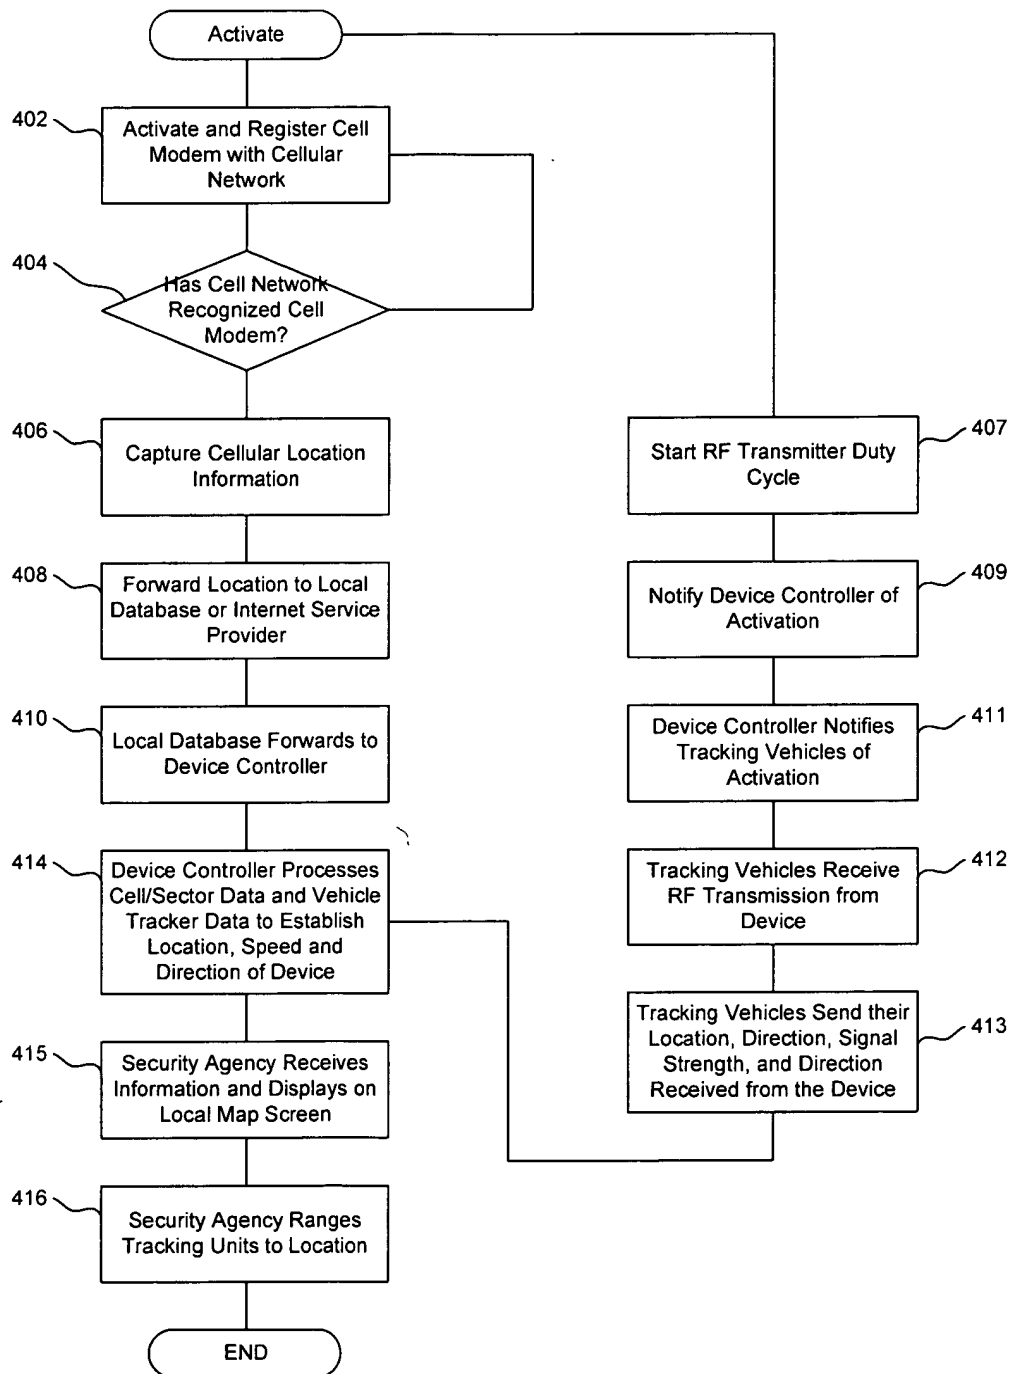 Activate
402
Activate and Register Cell
Modem with Cellular
Network
404
Has Cell Network
Recognized Cell
Modem?
406
Capture Cellular Location
Information
408
Forward Location to Local
Database or Internet Service
Provider
410
Local Database Forwards to
Device Controller
414
Device Controller Processes
Cell/Sector Data and Vehicle
Tracker Data to Establish
Location, Speed and
Direction of Device
415
Security Agency Receives
Information and Displays on
Local Map Screen
416
Security Agency Ranges
Tracking Units to Location
END
Start RF Transmitter Duty
Cycle
407
Notify Device Controller of
Activation
409
Device Controller Notifies
Tracking Vehicles of
Activation
411
Tracking Vehicles Receive
RF Transmission from
Device
412
Tracking Vehicles Send their
Location, Direction, Signal
Strength, and Direction
Received from the Device
413